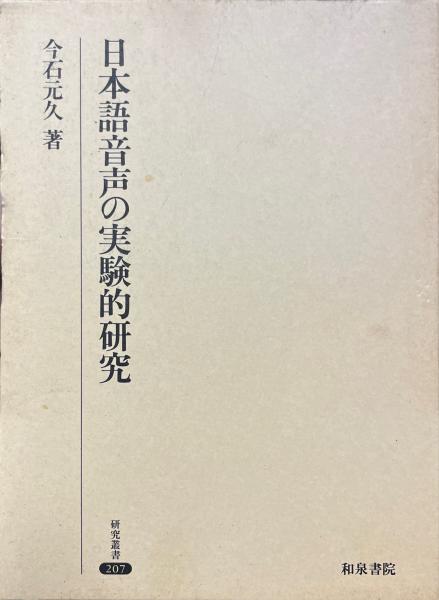 日本語音声の実験的研究
今石元久 著
研究叢書
207
和泉書院